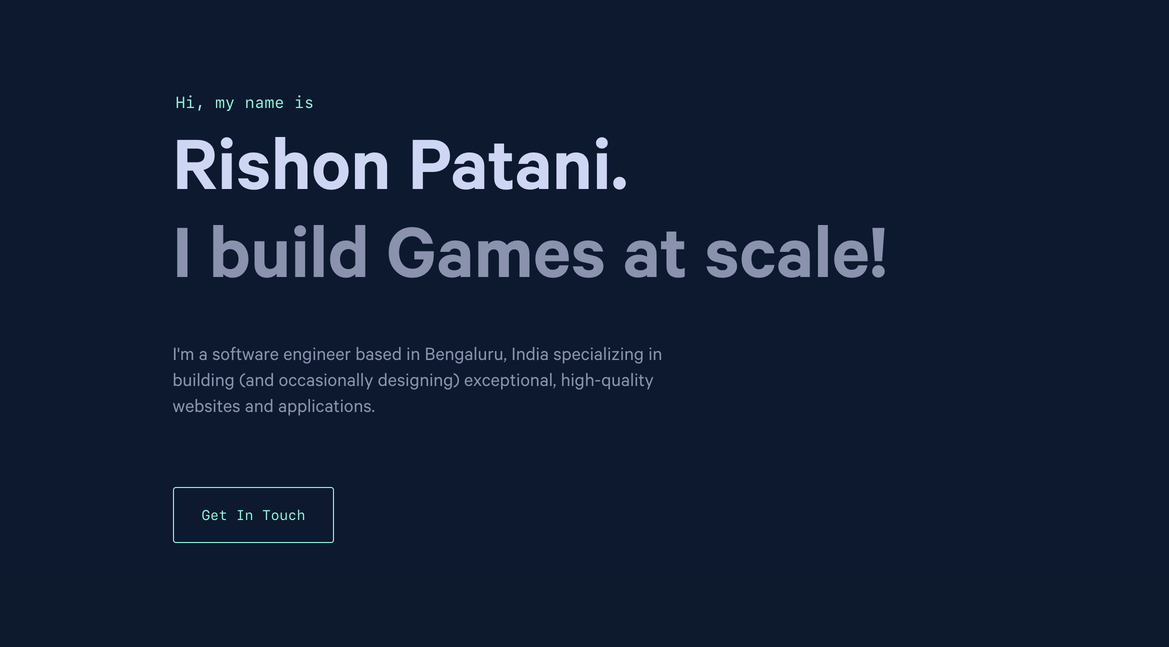 Hi, my name is
Rishon Patani.
I build Games at scale!
I'm a software engineer based in Bengaluru, India specializing in
building (and occasionally designing) exceptional, high-quality
websites and applications.
Get In Touch